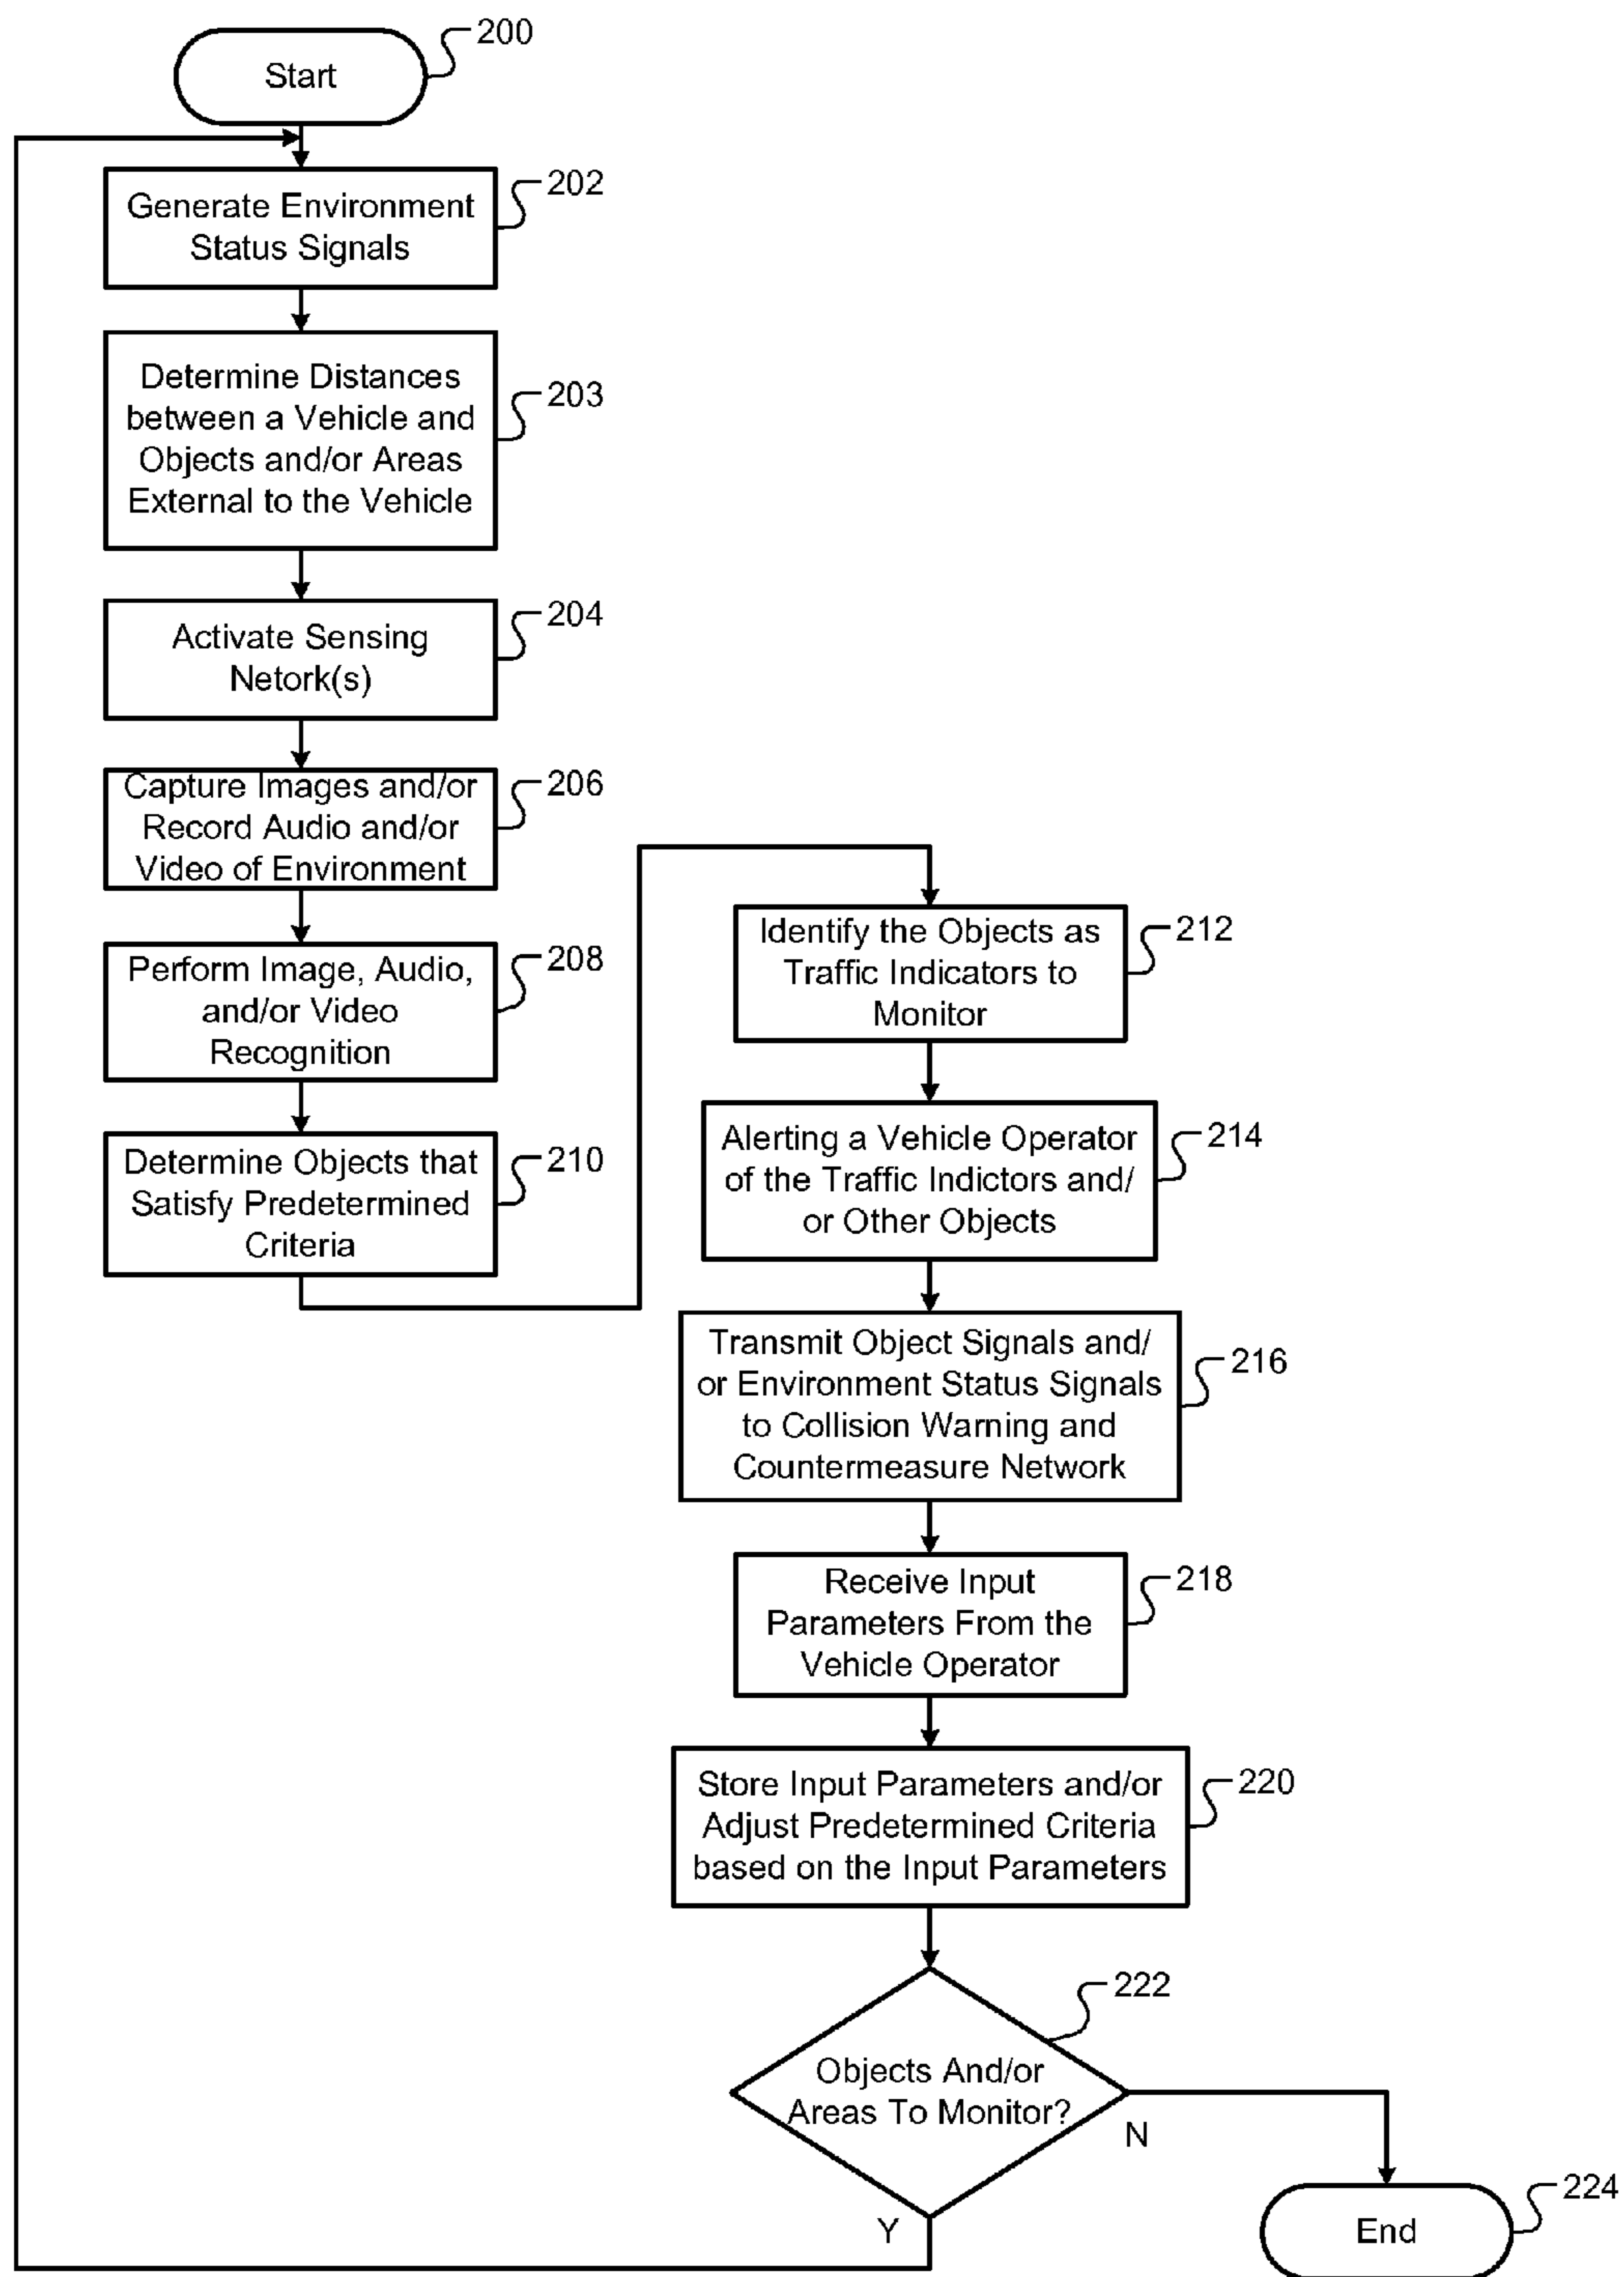 Start
200
Generate Environment
Status Signals
202
Determine Distances
between a Vehicle and
Objects and/or Areas
External to the Vehicle
203
Activate Sensing
Netork(s)
204
Capture Images and/or
Record Audio and/or
Video of Environment
206
Perform Image, Audio,
and/or Video
Recognition
208
Determine Objects that
Satisfy Predetermined
Criteria
210
Identify the Objects as
Traffic Indicators to
Monitor
212
Alerting a Vehicle Operator
of the Traffic Indictors and/
or Other Objects
214
Transmit Object Signals and/
or Environment Status Signals
to Collision Warning and
Countermeasure Network
216
Receive Input
Parameters From the
Vehicle Operator
218
Store Input Parameters and/or
Adjust Predetermined Criteria
based on the Input Parameters
220
Objects And/or
Areas To Monitor?
222
N
Y
End
224